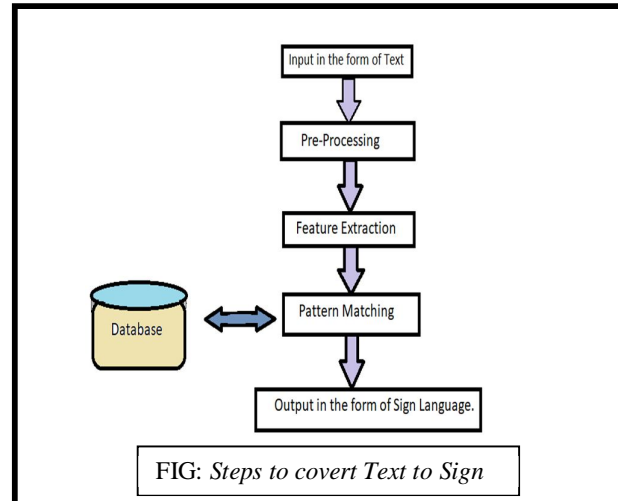 Input in the form of Text
Pre-Processing
Feature Extraction
Pattern Matching
Database
Output in the form of Sign Language.
FIG: Steps to covert Text to Sign